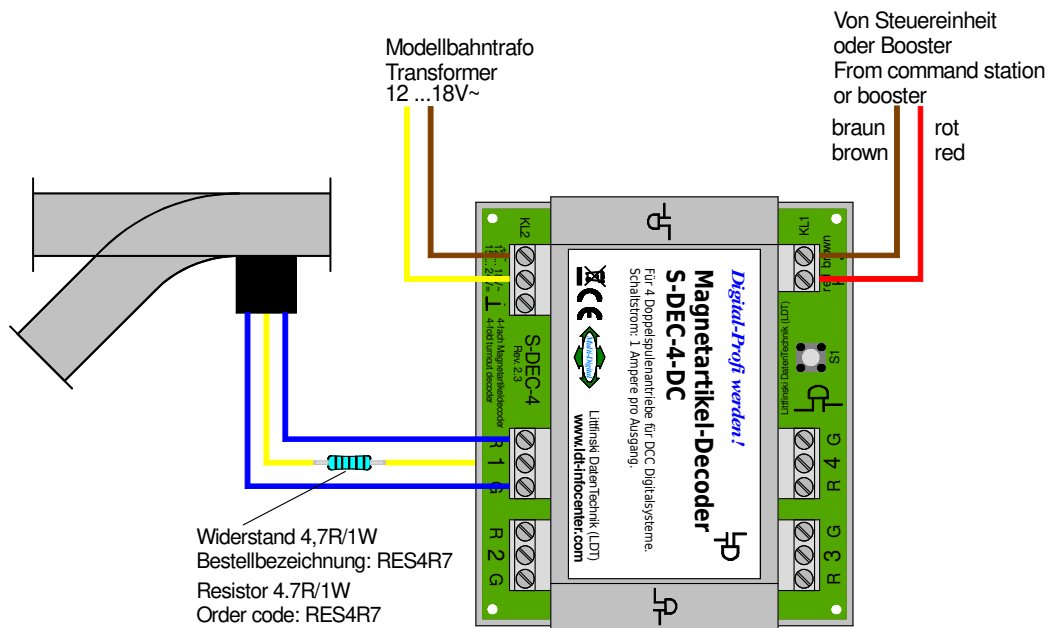 Modellbahntrafo
Transformer
12 ...18V~
Von Steuereinheit
oder Booster
From command station
or booster
braun
brown
rot
red
KL2
S-DEC-4
Rev. 2.3
4-fach Magnetartikeldecoder
4-fold turnout decoder
R
1
G
R
2
G
Digital-Profi werden!
Magnetartikel-Decoder
S-DEC-4-DC
Für 4 Doppelspulenantriebe für DCC Digitalsysteme.
Schaltstrom: 1 Ampere pro Ausgang.
CE
Multi-Digital
Littfinski DatenTechnik (LDT)
www.ldt-infocenter.com
KL1
red brown
Littfinski DatenTechnik (LDT)
S1
G
4
R
G
3
R
Widerstand 4,7R/1W
Bestellbezeichnung: RES4R7
Resistor 4.7R/1W
Order code: RES4R7